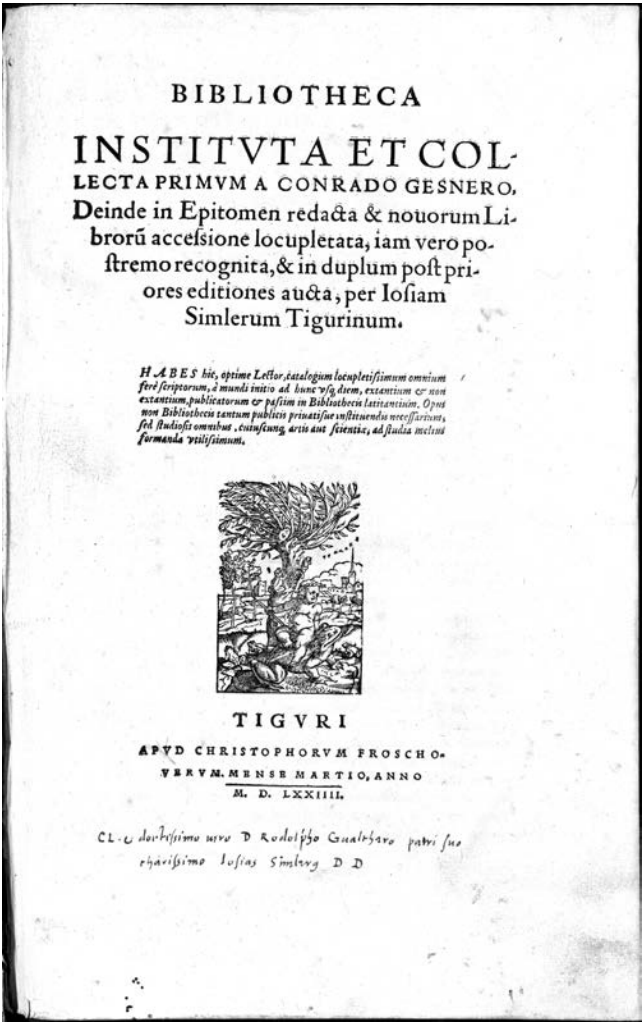 BIBLIOTHECA
INSTITVTA ET COL-
LECTA PRIMVM A CONRADO GESNERO,
Deinde in Epitomen redacta & nouorum Li-
brorū accessione locupletata, iam vero po-
stremo recognita, & in duplum post pri-
ores editiones aucta, per Iosiam
Simlerum Tigurinum.
HABES hic, optime Lector, catalogum locupletissimum omnium
ferè scriptorum, à mundi initio ad hunc vsq; diem, extantium & non
extantium, publicatorum & passim in Bibliothecis latitantium. Opus
non Bibliothecis tantum publicis priuatisue instituendis necessarium,
sed studiosis omnibus, cuiuscunq; artis aut scientiæ, ad studia melius
formanda vtilissimum.
TIGVRI
APVD CHRISTOPHORVM FROSCHO-
VERVM. MENSE MARTIO, ANNO
M. D. LXXIIII.
CL. doctissimo uiro D Rodolpho Gualthero patri suo
charissimo Iosias Simlerus D D